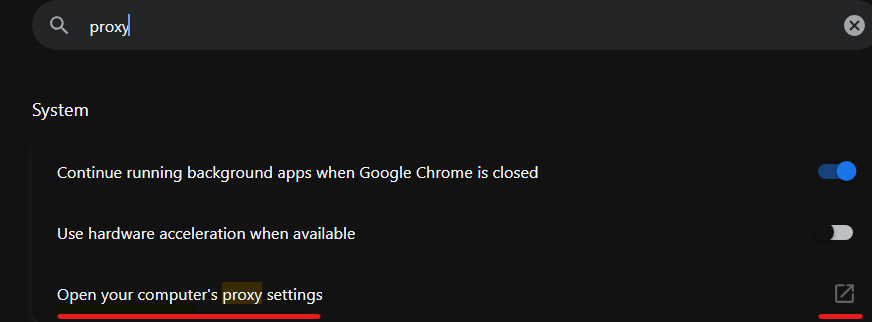 proxy
System
Continue running background apps when Google Chrome is closed
Use hardware acceleration when available
Open your computer's proxy settings